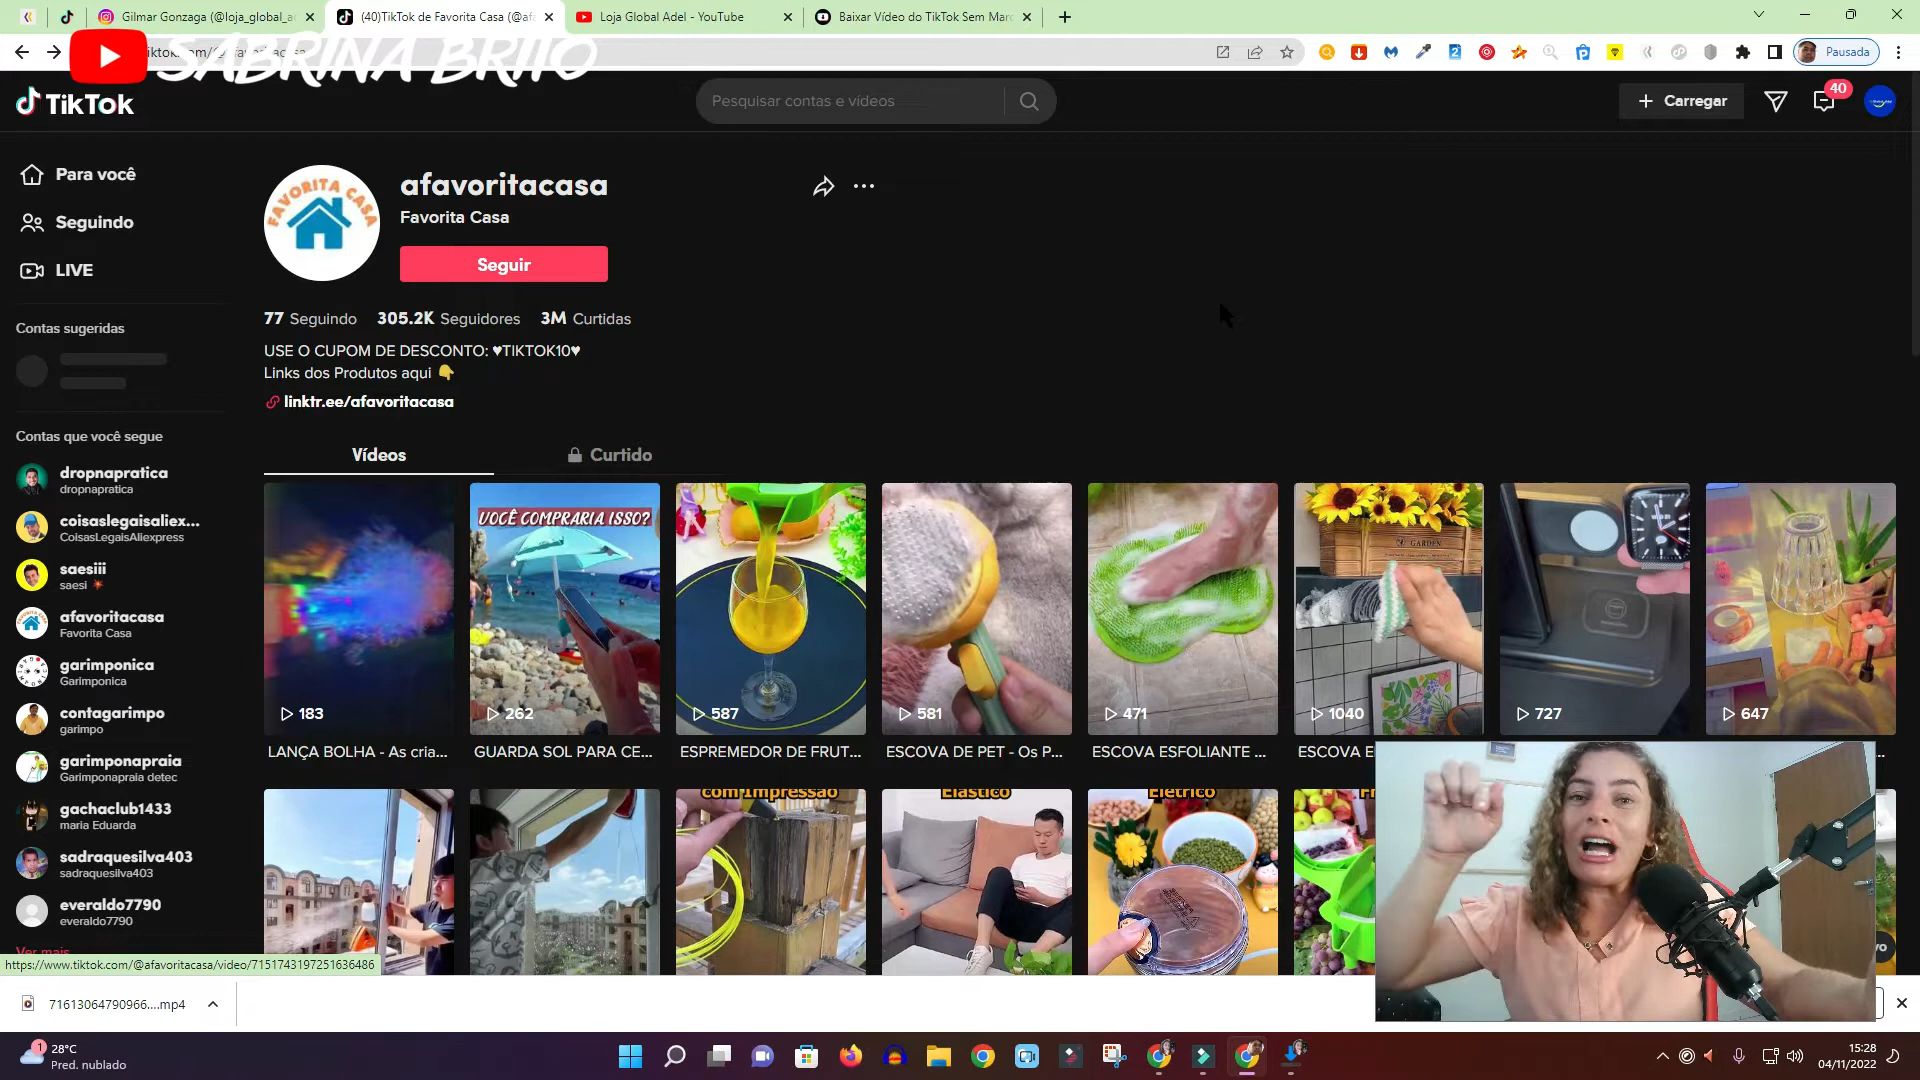 Gilmar Gonzaga (@loja_global_a
(40)TikTok de Favorita Casa (@afa
Loja Global Adel - YouTube
Baixar Vídeo do TikTok Sem Marc
SABRINA BRITO
Pausada
TikTok
Pesquisar contas e vídeos
Carregar
40
Para você
Seguindo
LIVE
Contas sugeridas
Contas que você segue
dropnapratica
dropnapratica
coisaslegaisaliex...
CoisasLegaisAliexpress
saesiii
saesi
afavoritacasa
Favorita Casa
garimponica
Garimponica
contagarimpo
garimpo
garimponapraia
Garimponapraia detec
gachaclub1433
maria Eduarda
sadraquesilva403
sadraquesilva403
everaldo7790
everaldo7790
Ver mais
FAVORITA CASA
afavoritacasa
Favorita Casa
Seguir
77 Seguindo 305.2K Seguidores 3M Curtidas
USE O CUPOM DE DESCONTO: ♥TIKTOK10♥
Links dos Produtos aqui 👇
linktr.ee/afavoritacasa
Vídeos
Curtido
VOCÊ COMPRARIA ISSO?
GARDEN
183
262
587
581
471
1040
727
647
LANÇA BOLHA - As cria...
GUARDA SOL PARA CE...
ESPREMEDOR DE FRUT...
ESCOVA DE PET - Os P...
ESCOVA ESFOLIANTE ...
ESCOVA E
com Impressão
Elástico
Elétrico
https://www.tiktok.com/@afavoritacasa/video/7151743197251636486
71613064790966....mp4
28°C
Pred. nublado
15:28
04/11/2022